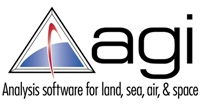 agi
Analysis software for land, sea, air, & space